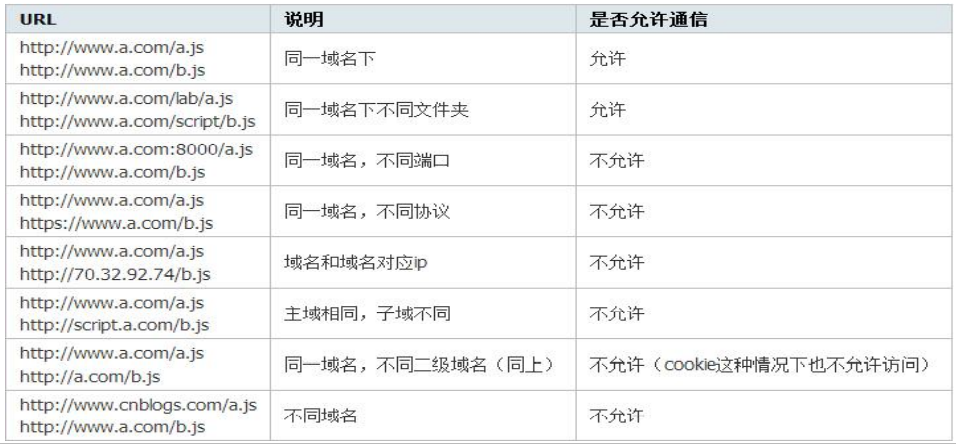 URL 说明 是否允许通信
http://www.a.com/a.js
http://www.a.com/b.js
同一域名下
允许
http://www.a.com/lab/a.js
http://www.a.com/script/b.js
同一域名下不同文件夹
允许
http://www.a.com:8000/a.js
http://www.a.com/b.js
同一域名，不同端口
不允许
http://www.a.com/a.js
https://www.a.com/b.js
同一域名，不同协议
不允许
http://www.a.com/a.js
http://70.32.92.74/b.js
域名和域名对应ip
不允许
http://www.a.com/a.js
http://script.a.com/b.js
主域相同，子域不同
不允许
http://www.a.com/a.js
http://a.com/b.js
同一域名，不同二级域名（同上）
不允许（cookie这种情况下也不允许访问）
http://www.cnblogs.com/a.js
http://www.a.com/b.js
不同域名
不允许